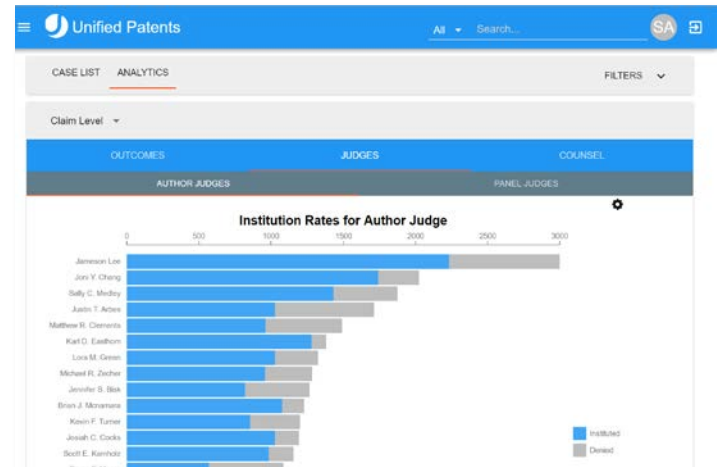 Unified Patents
All
Search...
SA
CASE LIST ANALYTICS
FILTERS
Claim Level
OUTCOMES JUDGES COUNSEL
AUTHOR JUDGES PANEL JUDGES
Institution Rates for Author Judge
0 500 1000 1500 2000 2500 3000
Jameson Lee
Joni Y. Chang
Sally C. Medley
Justin T. Arbes
Matthew R. Clements
Karl D. Easthom
Lora M. Green
Michael R. Zecher
Jennifer S. Bisk
Brian J. Mcnamara
Kevin F. Turner
Josiah C. Cocks
Instituted
Scott E. Kamholz
Denied